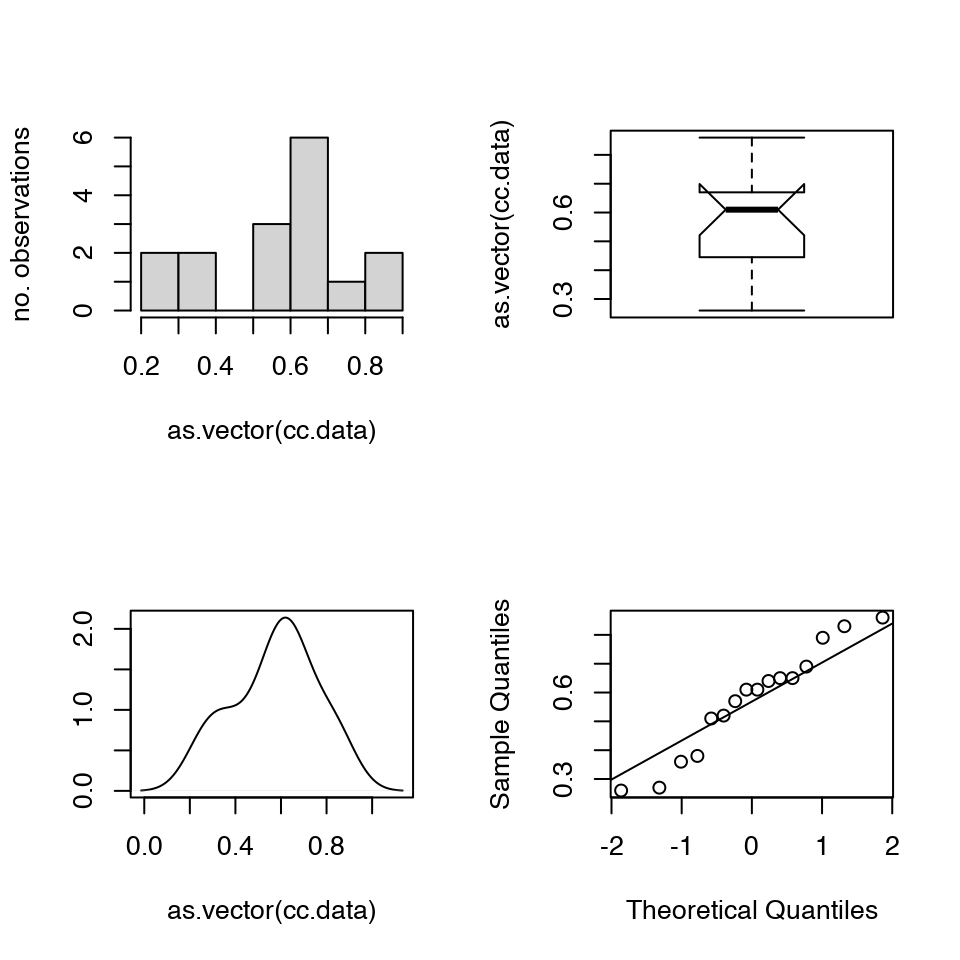 no. observations
6
4
2
0
0.2 0.4 0.6 0.8
as.vector(cc.data)
as.vector(cc.data)
0.6
0.3
2.0
1.0
0.0
0.0 0.4 0.8
as.vector(cc.data)
Sample Quantiles
0.6
0.3
-2 -1 0 1 2
Theoretical Quantiles